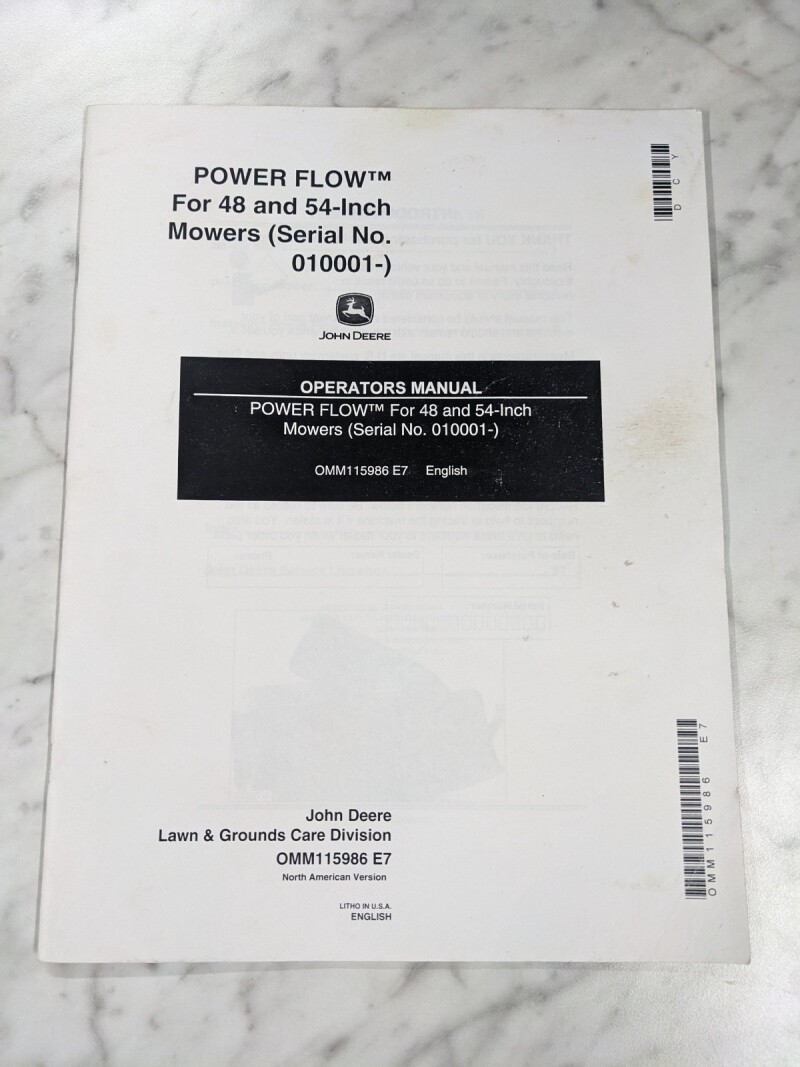 POWER FLOW™
For 48 and 54-Inch
Mowers (Serial No.
010001-)
D C Y
JOHN DEERE
OPERATORS MANUAL
POWER FLOW™ For 48 and 54-Inch
Mowers (Serial No. 010001-)
OMM115986 E7 English
John Deere
Lawn & Grounds Care Division
OMM115986 E7
North American Version
LITHO IN U.S.A.
ENGLISH
OMM115986 E7